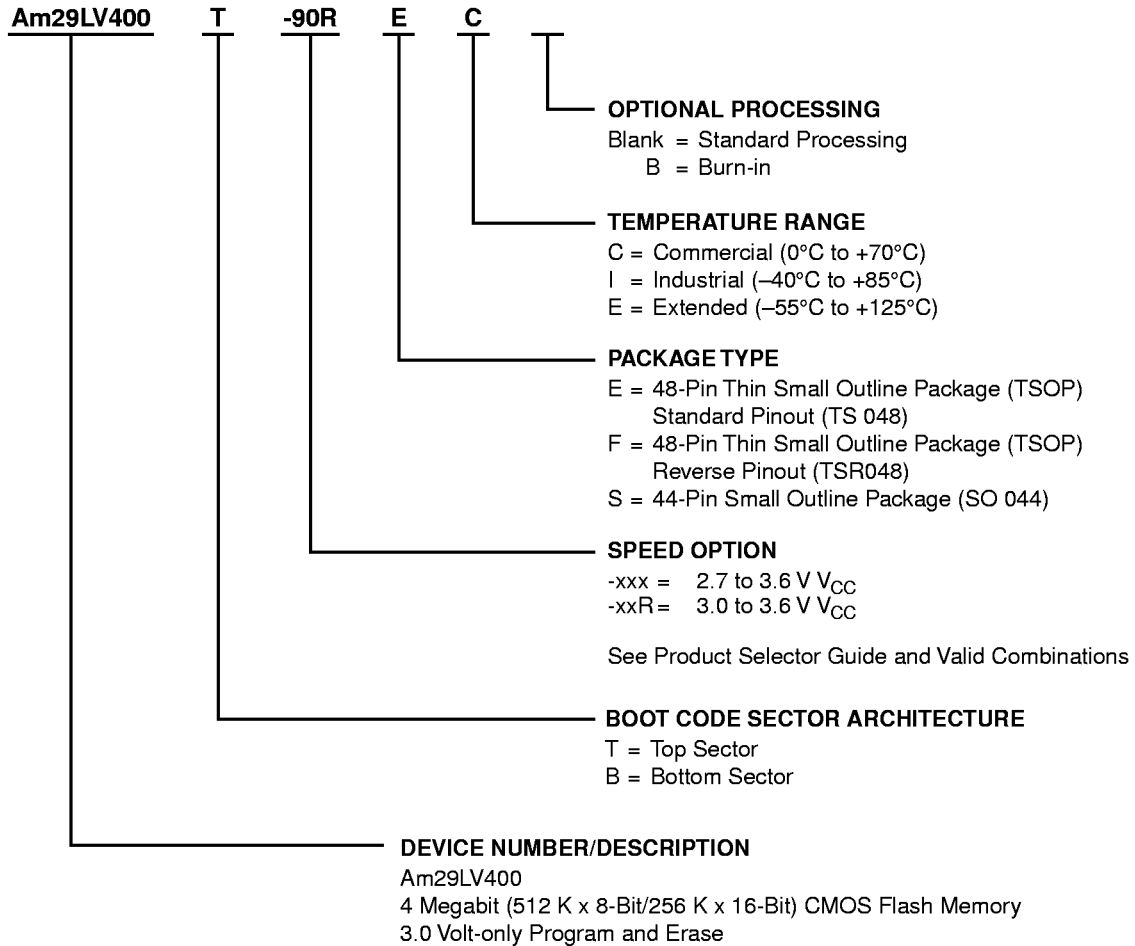 Am29LV400 T -90R E C
OPTIONAL PROCESSING
Blank = Standard Processing
B = Burn-in
TEMPERATURE RANGE
C = Commercial (0°C to +70°C)
I = Industrial (–40°C to +85°C)
E = Extended (–55°C to +125°C)
PACKAGE TYPE
E = 48-Pin Thin Small Outline Package (TSOP)
Standard Pinout (TS 048)
F = 48-Pin Thin Small Outline Package (TSOP)
Reverse Pinout (TSR048)
S = 44-Pin Small Outline Package (SO 044)
SPEED OPTION
-xxx = 2.7 to 3.6 V VCC
-xxR = 3.0 to 3.6 V VCC
See Product Selector Guide and Valid Combinations
BOOT CODE SECTOR ARCHITECTURE
T = Top Sector
B = Bottom Sector
DEVICE NUMBER/DESCRIPTION
Am29LV400
4 Megabit (512 K x 8-Bit/256 K x 16-Bit) CMOS Flash Memory
3.0 Volt-only Program and Erase